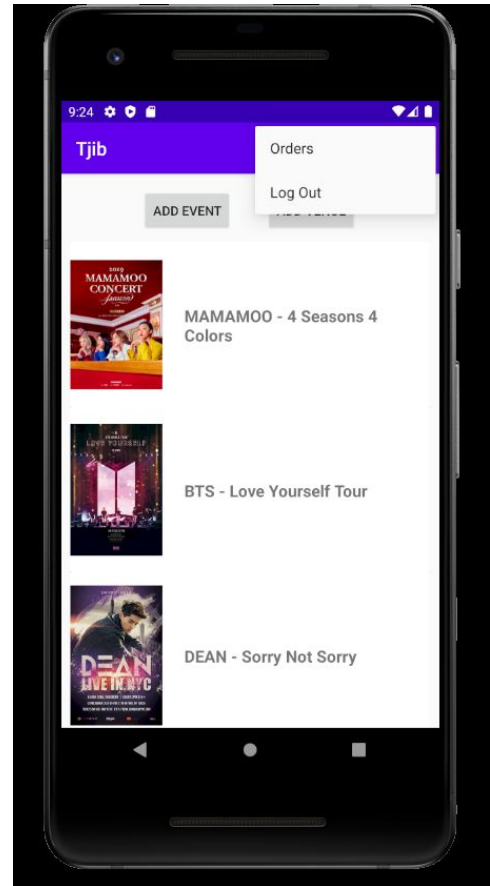 9:24
Tjib
Orders
Log Out
ADD EVENT
2019
MAMAMOO
CONCERT
MAMAMOO - 4 Seasons 4
Colors
LOVE YOURSELF
BTS - Love Yourself Tour
DEAN
LIVE IN NYC
DEAN - Sorry Not Sorry